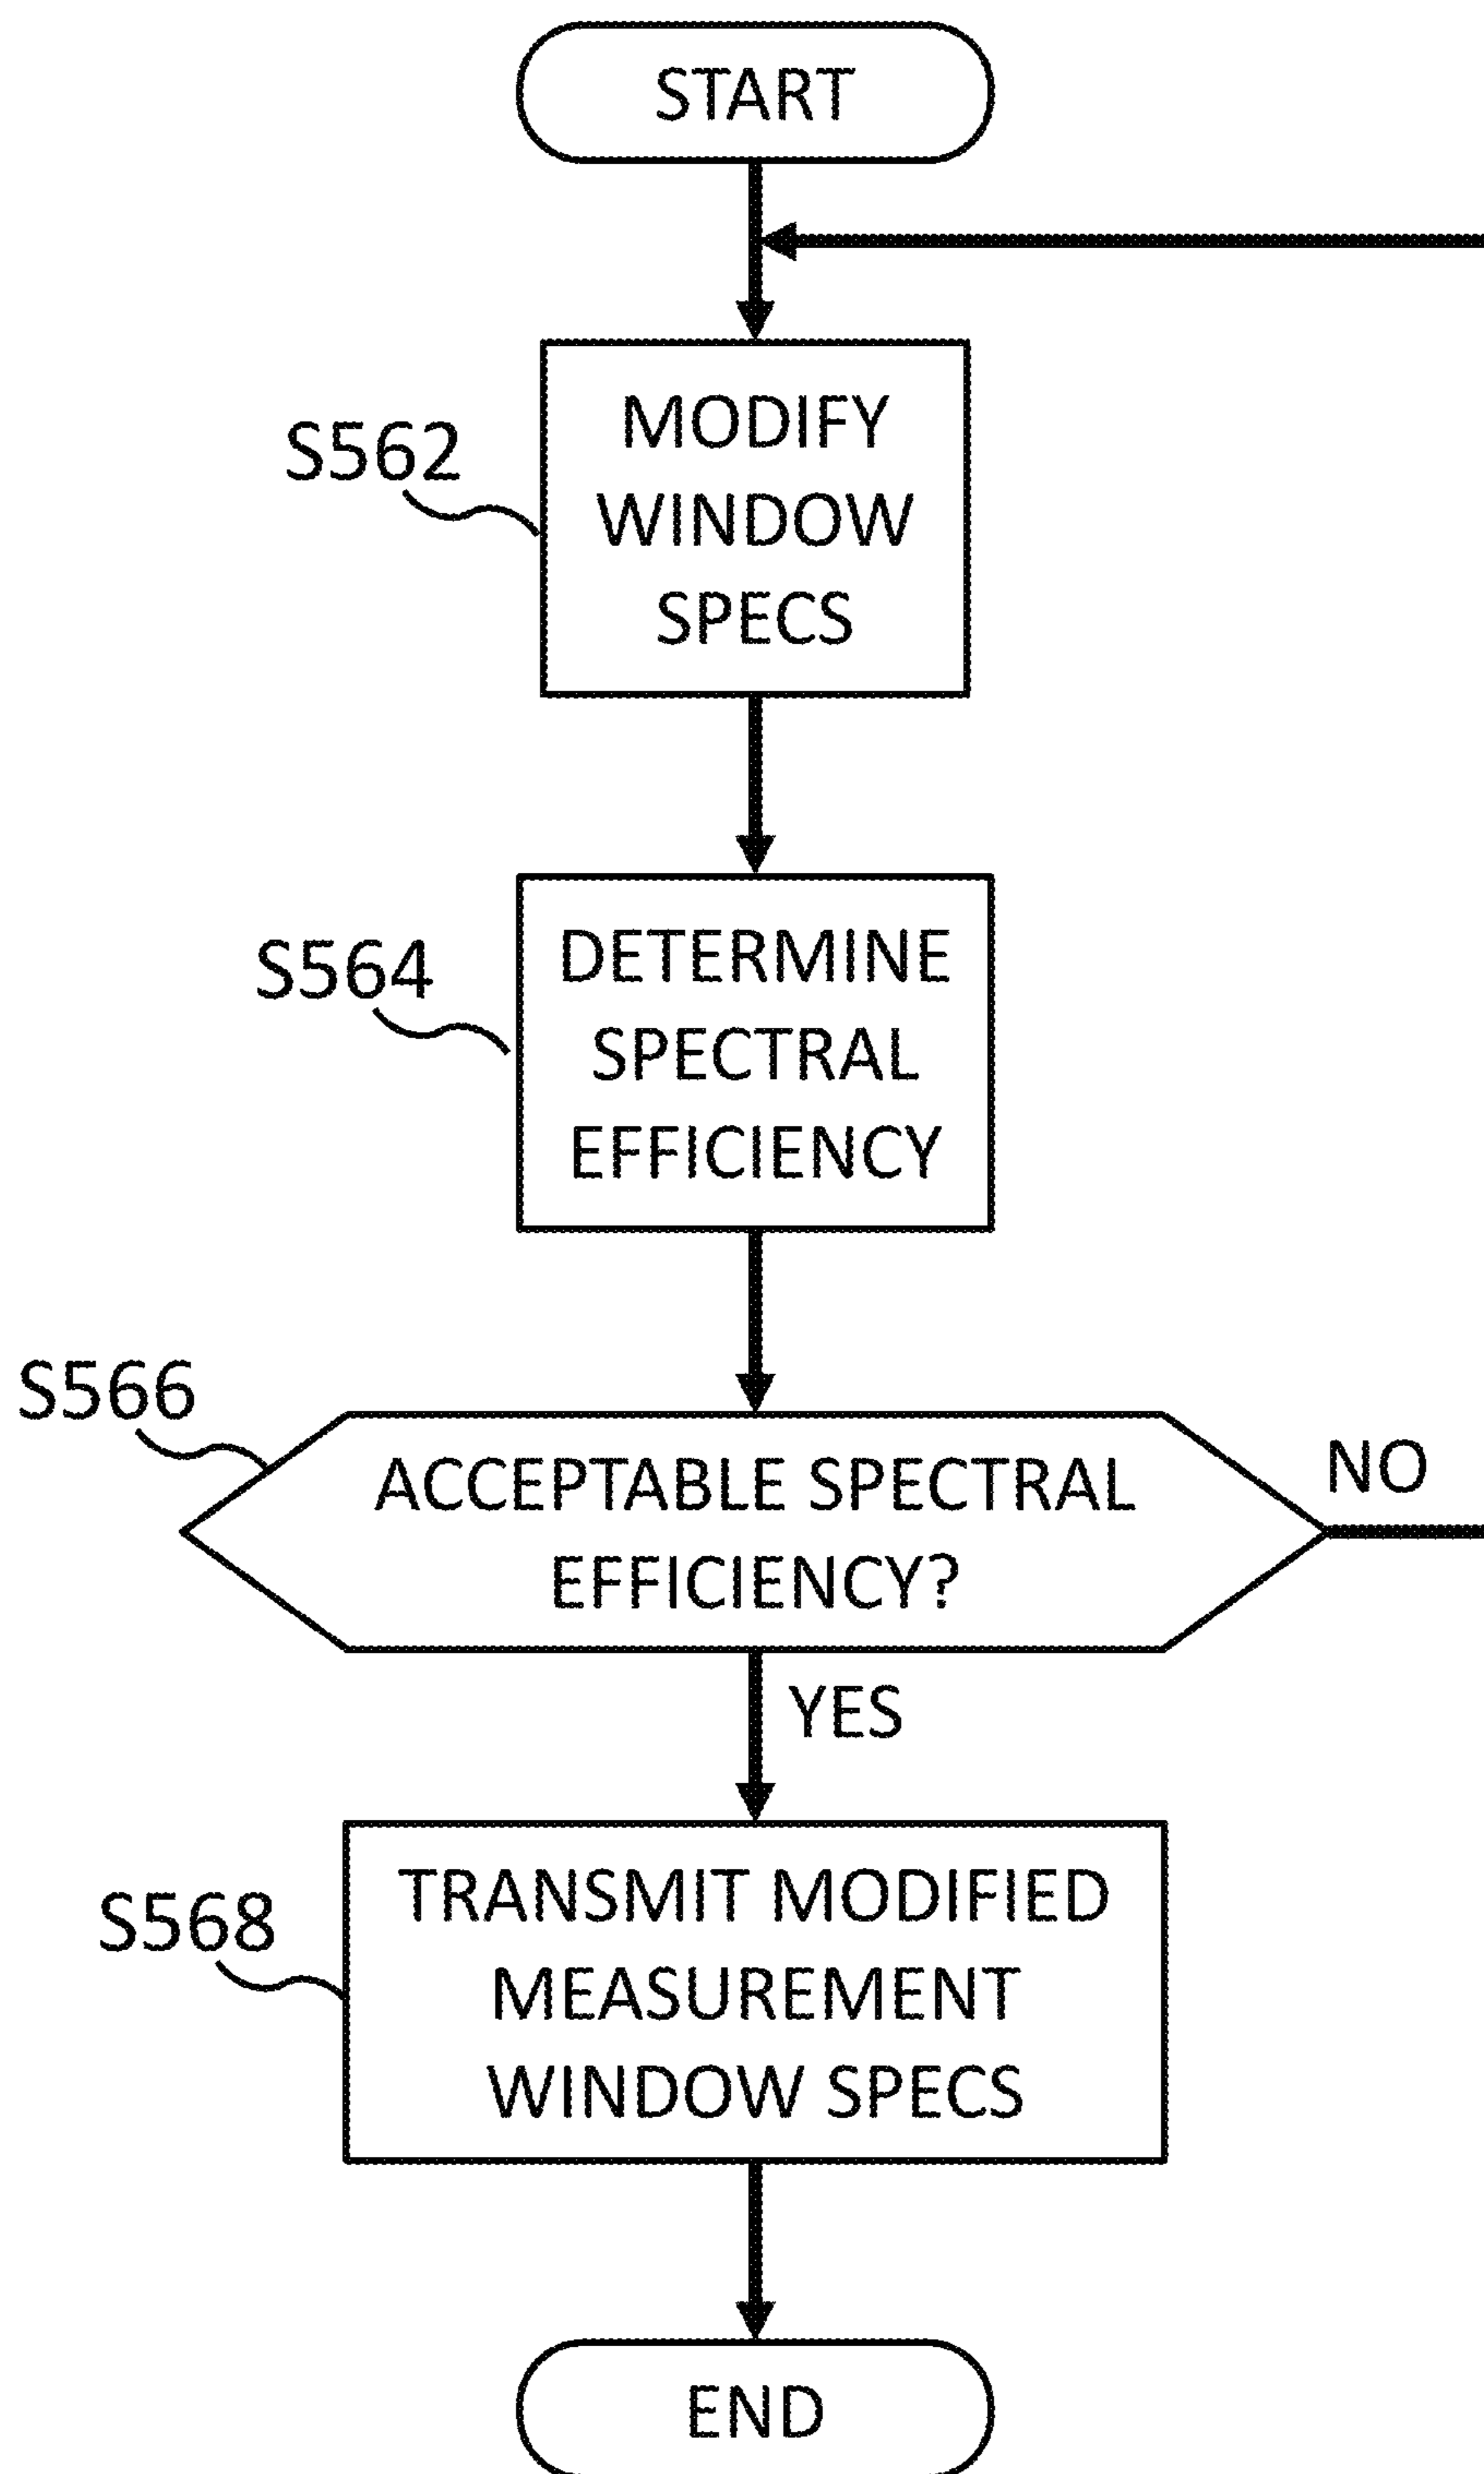 START
S562
MODIFY
WINDOW
SPECS
S564
DETERMINE
SPECTRAL
EFFICIENCY
S566
ACCEPTABLE SPECTRAL
EFFICIENCY?
NO
YES
S568
TRANSMIT MODIFIED
MEASUREMENT
WINDOW SPECS
END